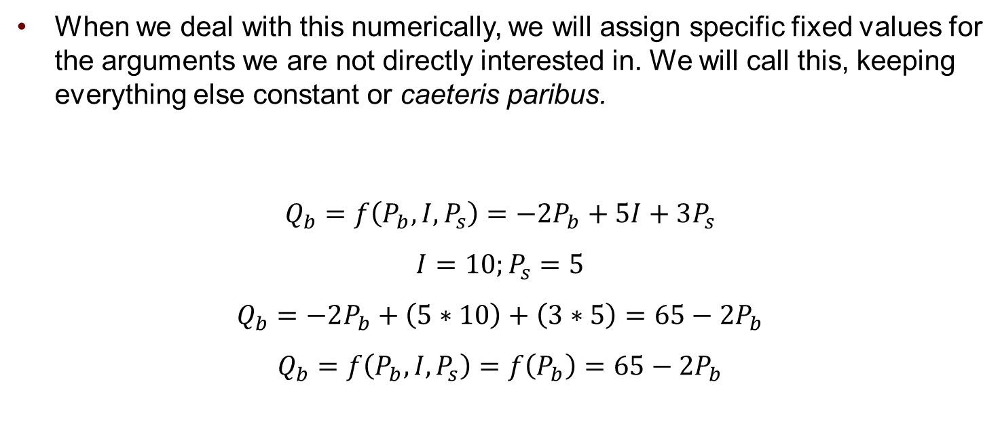 • When we deal with this numerically, we will assign specific fixed values for
the arguments we are not directly interested in. We will call this, keeping
everything else constant or caeteris paribus.
Q_b = f(P_b, I, P_s) = −2P_b + 5I + 3P_s
I = 10; P_s = 5
Q_b = −2P_b + (5 ∗ 10) + (3 ∗ 5) = 65 − 2P_b
Q_b = f(P_b, I, P_s) = f(P_b) = 65 − 2P_b